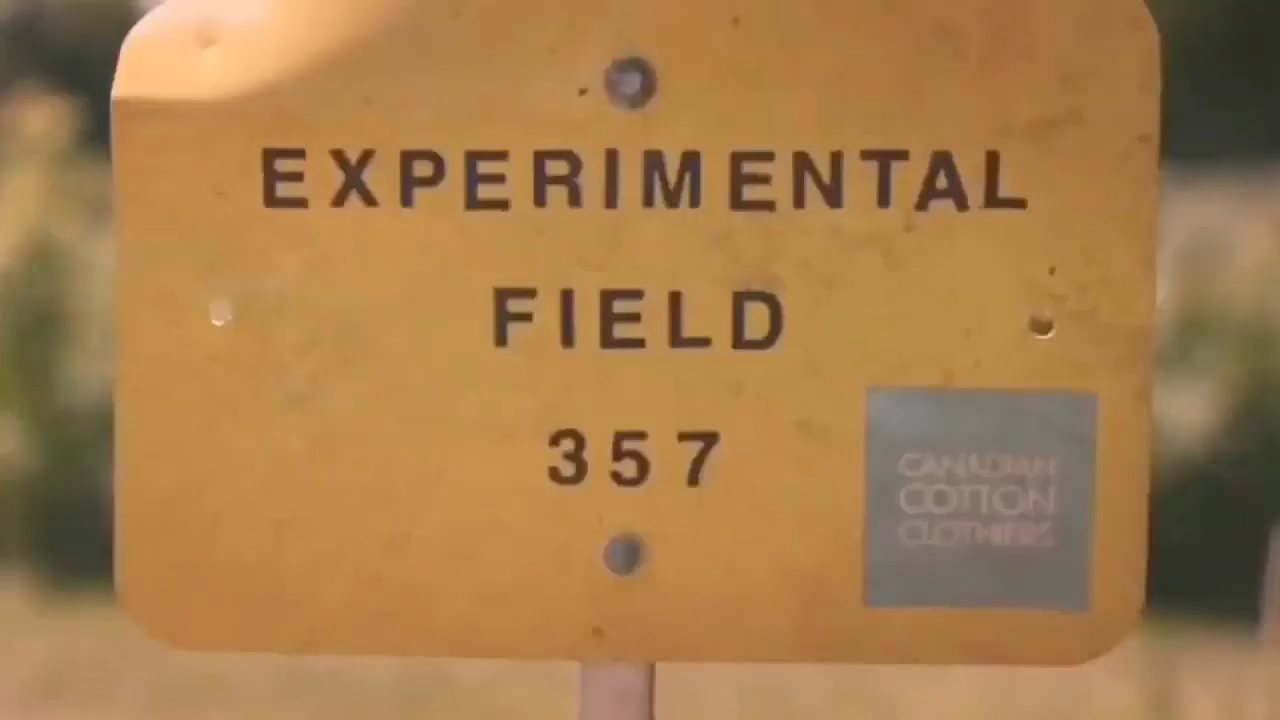 EXPERIMENTAL
FIELD
357
CANADIAN
COTTON
CLOTHIERS